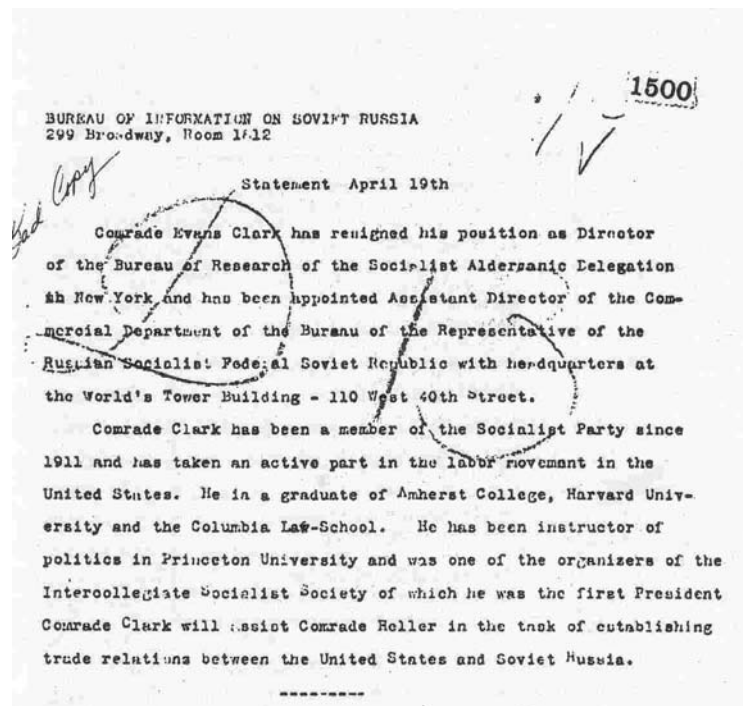 1500
BUREAU OF INFORMATION ON SOVIET RUSSIA
299 Broadway, Room 1812
Bad Copy
Statement April 19th
Comrade Evans Clark has resigned his position as Director
of the Bureau of Research of the Socialist Aldermanic Delegation
in New York and has been appointed Assistant Director of the Com-
mercial Department of the Bureau of the Representative of the
Russian Socialist Federal Soviet Republic with headquarters at
the World's Tower Building - 110 West 40th Street.
Comrade Clark has been a member of the Socialist Party since
1911 and has taken an active part in the labor movement in the
United States. He is a graduate of Amherst College, Harvard Univ-
ersity and the Columbia Law-School. He has been instructor of
politics in Princeton University and was one of the organizers of the
Intercollegiate Socialist Society of which he was the first President
Comrade Clark will assist Comrade Heller in the task of establishing
trade relations between the United States and Soviet Russia.
---------